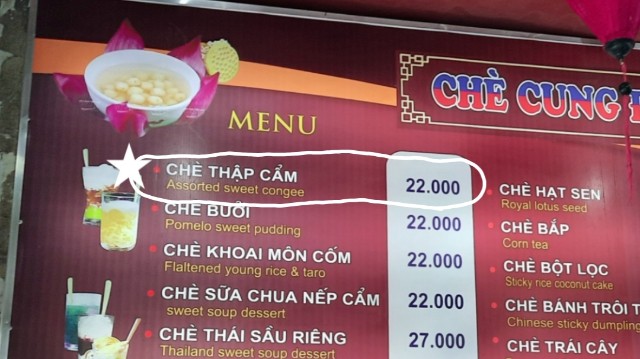 CHÈ CUNG
MENU
CHÈ THẬP CẨM
Assorted sweet congee
22.000
CHÈ BƯỞI
Pomelo sweet pudding
22.000
CHÈ KHOAI MÔN CỐM
Flaltened young rice & taro
22.000
CHÈ SỮA CHUA NẾP CẨM
sweet soup dessert
22.000
CHÈ THÁI SẦU RIÊNG
Thailand sweet soup dessert
27.000
CHÈ HẠT SEN
Royal lotus seed
CHÈ BẮP
Corn tea
CHÈ BỘT LỌC
Sticky rice coconut cake
CHÈ BÁNH TRÔI T
Chinese sticky dumpling
CHÈ TRÁI CÂY